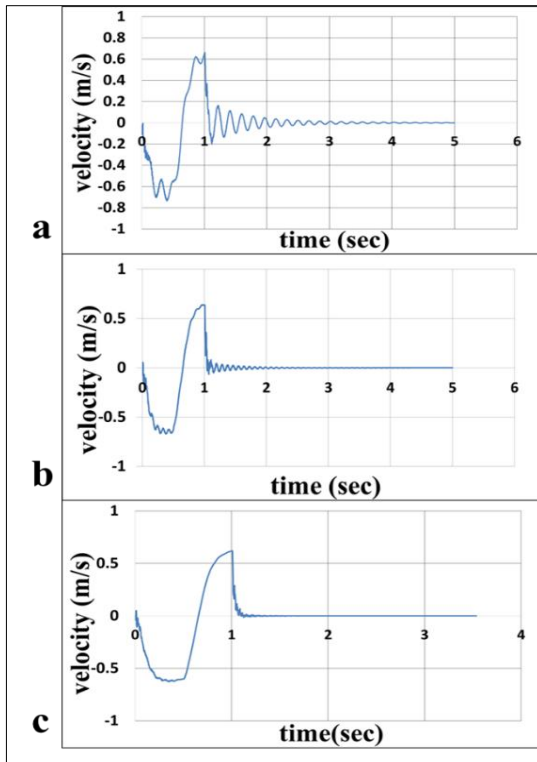 1
0.8
0.6
0.4
0.2
0
-0.2
-0.4
-0.6
-0.8
-1
0 1 2 3 4 5 6
velocity (m/s)
time (sec)
a
1
0.5
0
-0.5
-1
0 1 2 3 4 5 6
velocity (m/s)
time (sec)
b
1
0.5
0
-0.5
-1
0 1 2 3 4
velocity (m/s)
time(sec)
c